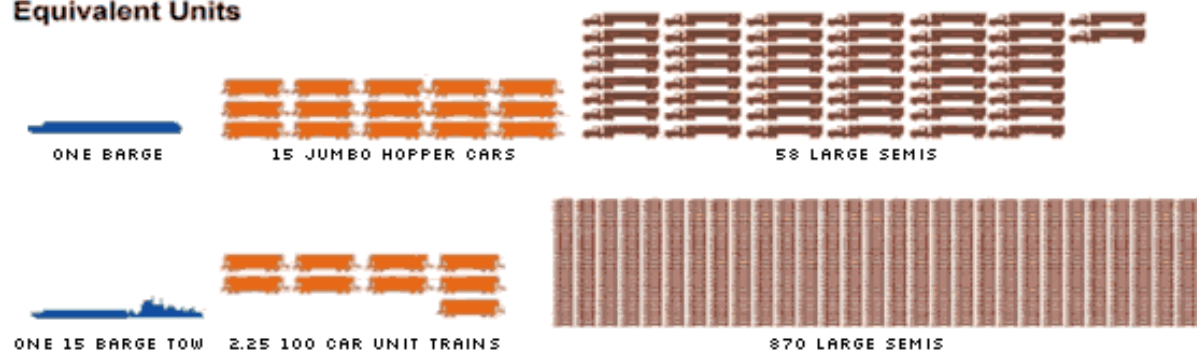 Equivalent Units
ONE BARGE
15 JUMBO HOPPER CARS
58 LARGE SEMIS
ONE 15 BARGE TOW
2.25 100 CAR UNIT TRAINS
870 LARGE SEMIS